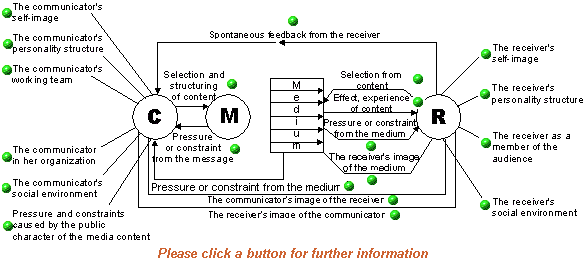 The communicator's
self-image
The communicator's
personality structure
The communicator's
working team
The communicator
in her organization
The communicator's
social environment
Pressure and constraints
caused by the public
character of the media content
Spontaneous feedback from the receiver
Selection and
structuring
of content
C
M
Pressure
or constraint
from the message
M
e
d
i
u
m
Selection from
content
Effect, experience
of content
Pressure or constraint
from the medium
The receiver's image
of the medium
R
Pressure or constraint from the medium
The communicator's image of the receiver
The receiver's image of the communicator
The receiver's
self-image
The receiver's
personality structure
The receiver as a
member of the
audience
The receiver's
social environment
Please click a button for further information